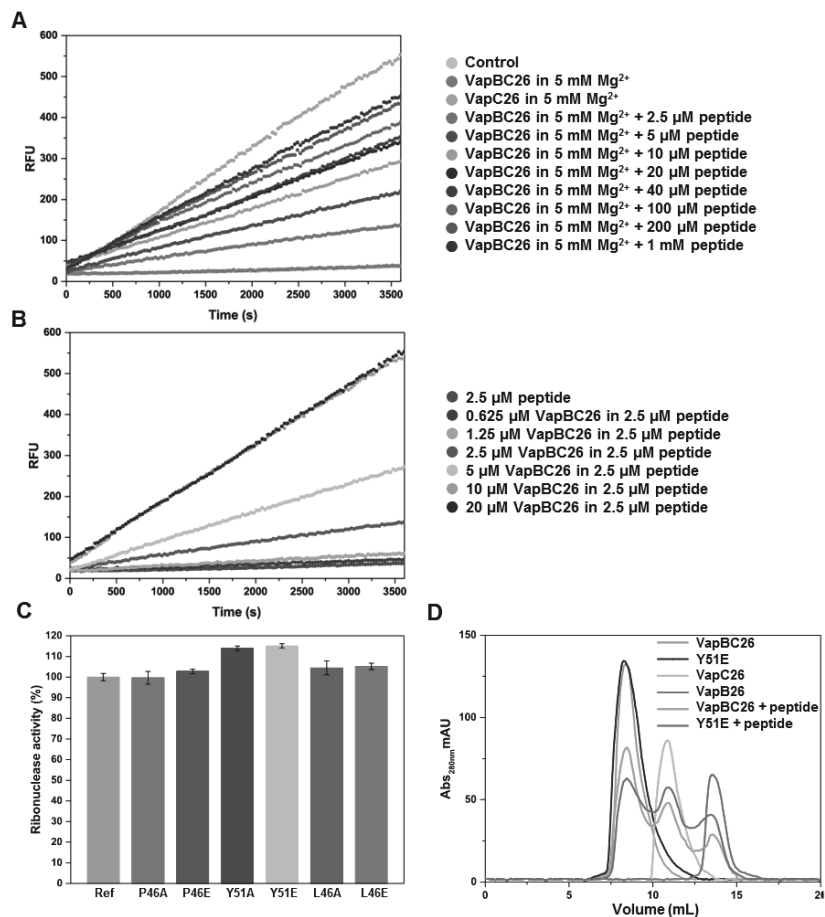 A
600
500
400
300
200
100
0
RFU
0 500 1000 1500 2000 2500 3000 3500
Time (s)
Control
VapBC26 in 5 mM Mg²⁺
VapC26 in 5 mM Mg²⁺
VapBC26 in 5 mM Mg²⁺ + 2.5 µM peptide
VapBC26 in 5 mM Mg²⁺ + 5 µM peptide
VapBC26 in 5 mM Mg²⁺ + 10 µM peptide
VapBC26 in 5 mM Mg²⁺ + 20 µM peptide
VapBC26 in 5 mM Mg²⁺ + 40 µM peptide
VapBC26 in 5 mM Mg²⁺ + 100 µM peptide
VapBC26 in 5 mM Mg²⁺ + 200 µM peptide
VapBC26 in 5 mM Mg²⁺ + 1 mM peptide
B
600
500
400
300
200
100
0
RFU
0 500 1000 1500 2000 2500 3000 3500
Time (s)
2.5 µM peptide
0.625 µM VapBC26 in 2.5 µM peptide
1.25 µM VapBC26 in 2.5 µM peptide
2.5 µM VapBC26 in 2.5 µM peptide
5 µM VapBC26 in 2.5 µM peptide
10 µM VapBC26 in 2.5 µM peptide
20 µM VapBC26 in 2.5 µM peptide
C
120
110
100
90
80
70
60
50
40
30
20
10
0
Ribonuclease activity (%)
Ref P46A P46E Y51A Y51E L46A L46E
D
150
100
50
0
Abs280nm mAU
0 5 10 15 20
Volume (mL)
VapBC26
Y51E
VapC26
VapB26
VapBC26 + peptide
Y51E + peptide